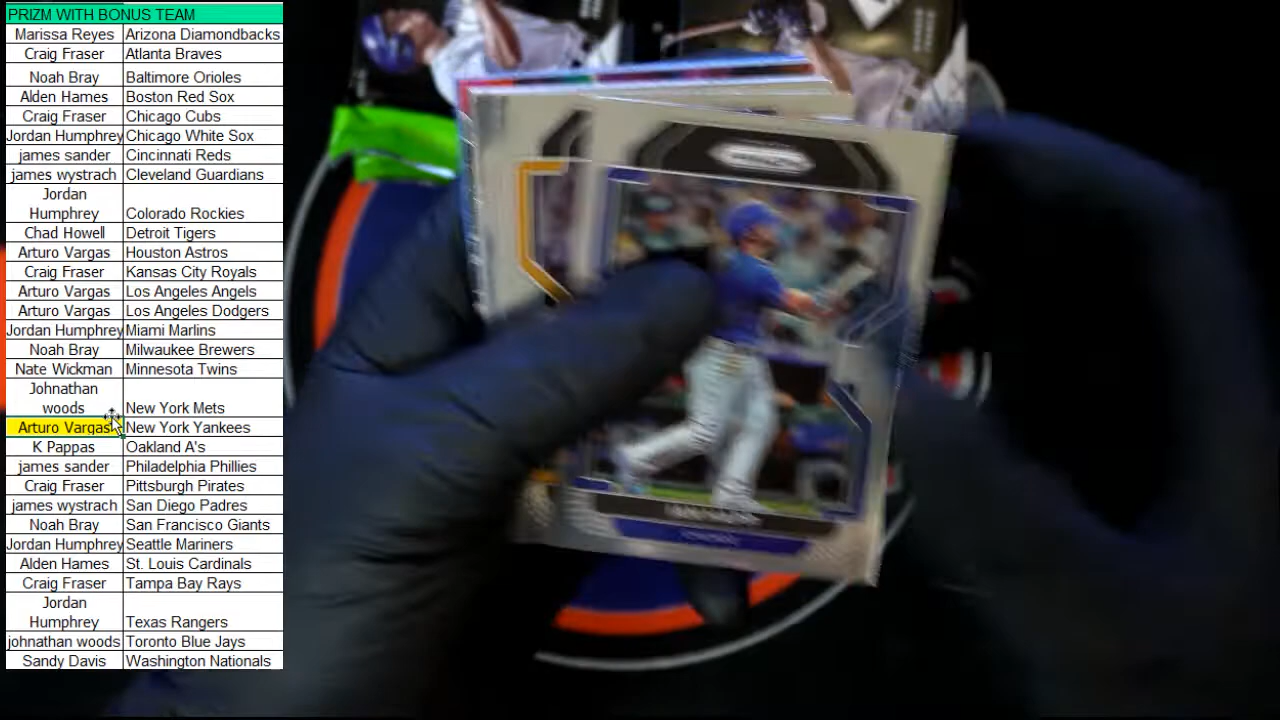 PRIZM WITH BONUS TEAM
Marissa Reyes Arizona Diamondbacks
Craig Fraser Atlanta Braves
Noah Bray Baltimore Orioles
Alden Hames Boston Red Sox
Craig Fraser Chicago Cubs
Jordan Humphrey Chicago White Sox
james sander Cincinnati Reds
james wystrach Cleveland Guardians
Jordan
Humphrey Colorado Rockies
Chad Howell Detroit Tigers
Arturo Vargas Houston Astros
Craig Fraser Kansas City Royals
Arturo Vargas Los Angeles Angels
Arturo Vargas Los Angeles Dodgers
Jordan Humphrey Miami Marlins
Noah Bray Milwaukee Brewers
Nate Wickman Minnesota Twins
Johnathan
woods New York Mets
Arturo Vargas New York Yankees
K Pappas Oakland A's
james sander Philadelphia Phillies
Craig Fraser Pittsburgh Pirates
james wystrach San Diego Padres
Noah Bray San Francisco Giants
Jordan Humphrey Seattle Mariners
Alden Hames St. Louis Cardinals
Craig Fraser Tampa Bay Rays
Jordan
Humphrey Texas Rangers
johnathan woods Toronto Blue Jays
Sandy Davis Washington Nationals
PRIZM